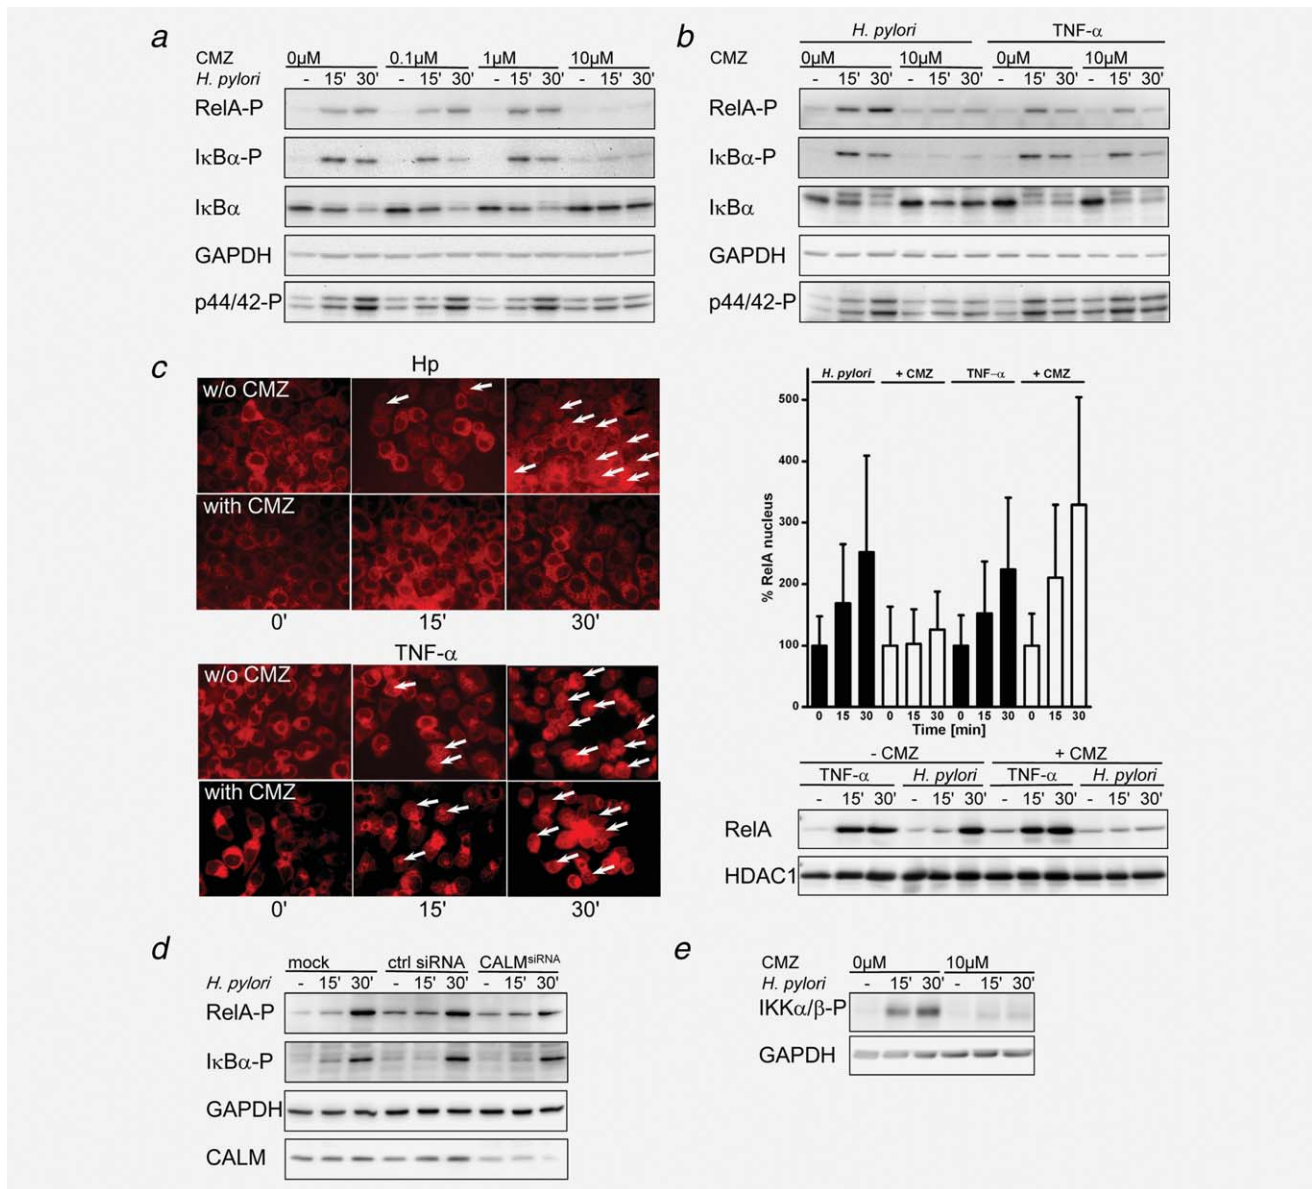 a
CMZ 0μM 0.1μM 1μM 10μM
H. pylori - 15' 30' - 15' 30' - 15' 30' - 15' 30'
RelA-P
IκBα-P
IκBα
GAPDH
p44/42-P
b
H. pylori TNF-α
CMZ 0μM 10μM 0μM 10μM
- 15' 30' - 15' 30' - 15' 30' - 15' 30'
RelA-P
IκBα-P
IκBα
GAPDH
p44/42-P
c
Hp
w/o CMZ
with CMZ
0' 15' 30'
TNF-α
w/o CMZ
with CMZ
0' 15' 30'
H. pylori + CMZ TNF-α + CMZ
500
400
300
200
100
0
% RelA nucleus
0 15 30 0 15 30 0 15 30 0 15 30
Time [min]
- CMZ + CMZ
TNF-α H. pylori TNF-α H. pylori
- 15' 30' - 15' 30' - 15' 30' - 15' 30'
RelA
HDAC1
d
mock ctrl siRNA CALMsiRNA
H. pylori - 15' 30' - 15' 30' - 15' 30'
RelA-P
IκBα-P
GAPDH
CALM
e
CMZ 0μM 10μM
H. pylori - 15' 30' - 15' 30'
IKKα/β-P
GAPDH